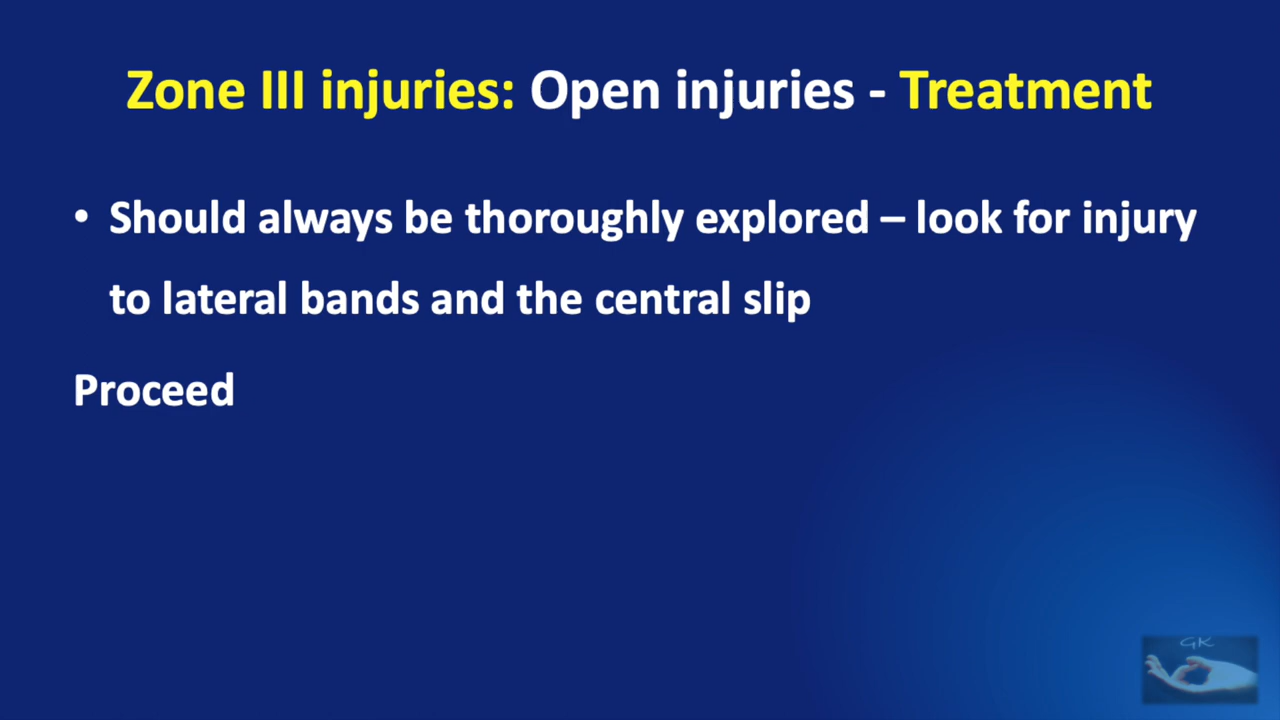 Zone III injuries: Open injuries - Treatment
• Should always be thoroughly explored – look for injury
to lateral bands and the central slip
Proceed
GK